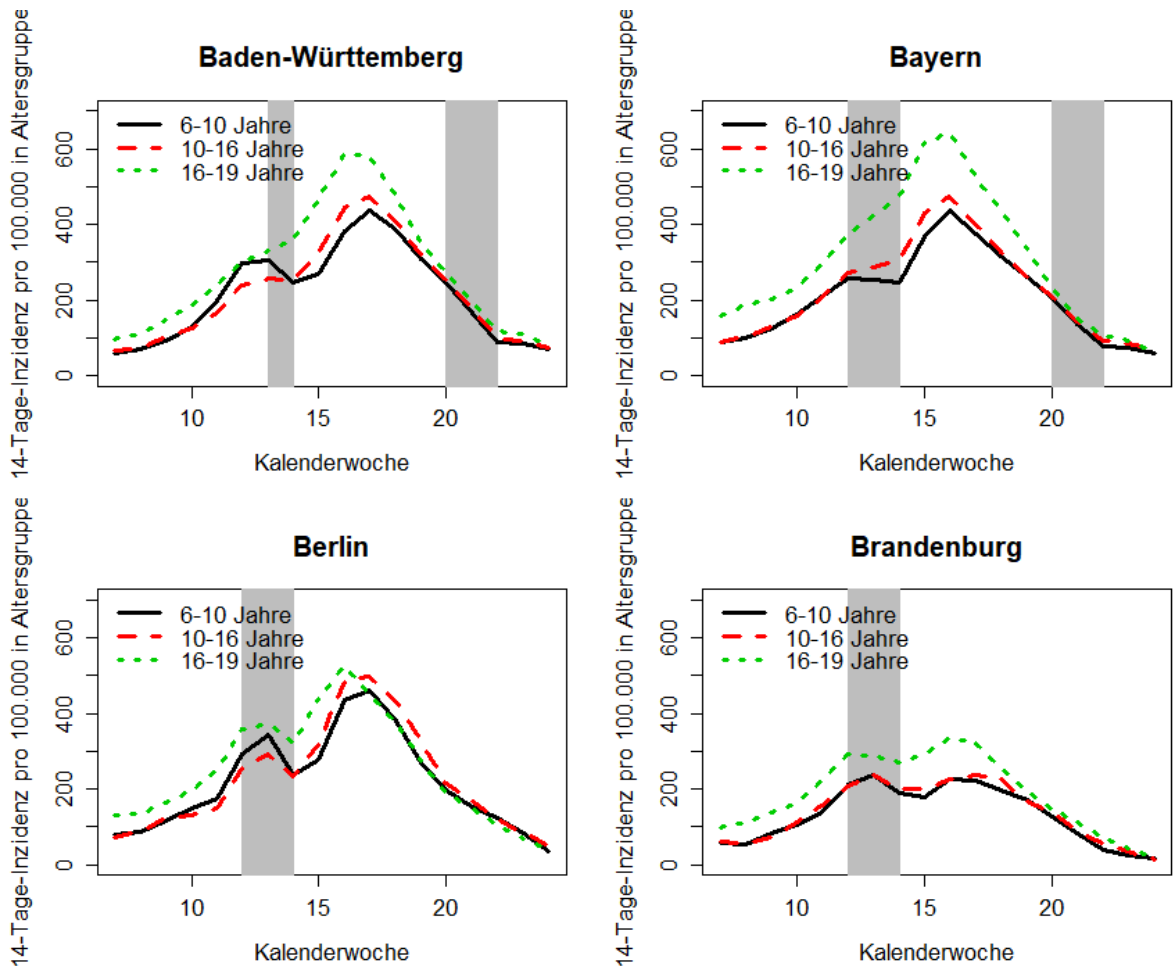 Baden-Württemberg
14-Tage-Inzidenz pro 100.000 in Altersgruppe
6-10 Jahre
10-16 Jahre
16-19 Jahre
0 200 400 600
10 15 20
Kalenderwoche
Bayern
14-Tage-Inzidenz pro 100.000 in Altersgruppe
6-10 Jahre
10-16 Jahre
16-19 Jahre
0 200 400 600
10 15 20
Kalenderwoche
Berlin
14-Tage-Inzidenz pro 100.000 in Altersgruppe
6-10 Jahre
10-16 Jahre
16-19 Jahre
0 200 400 600
10 15 20
Kalenderwoche
Brandenburg
14-Tage-Inzidenz pro 100.000 in Altersgruppe
6-10 Jahre
10-16 Jahre
16-19 Jahre
0 200 400 600
10 15 20
Kalenderwoche